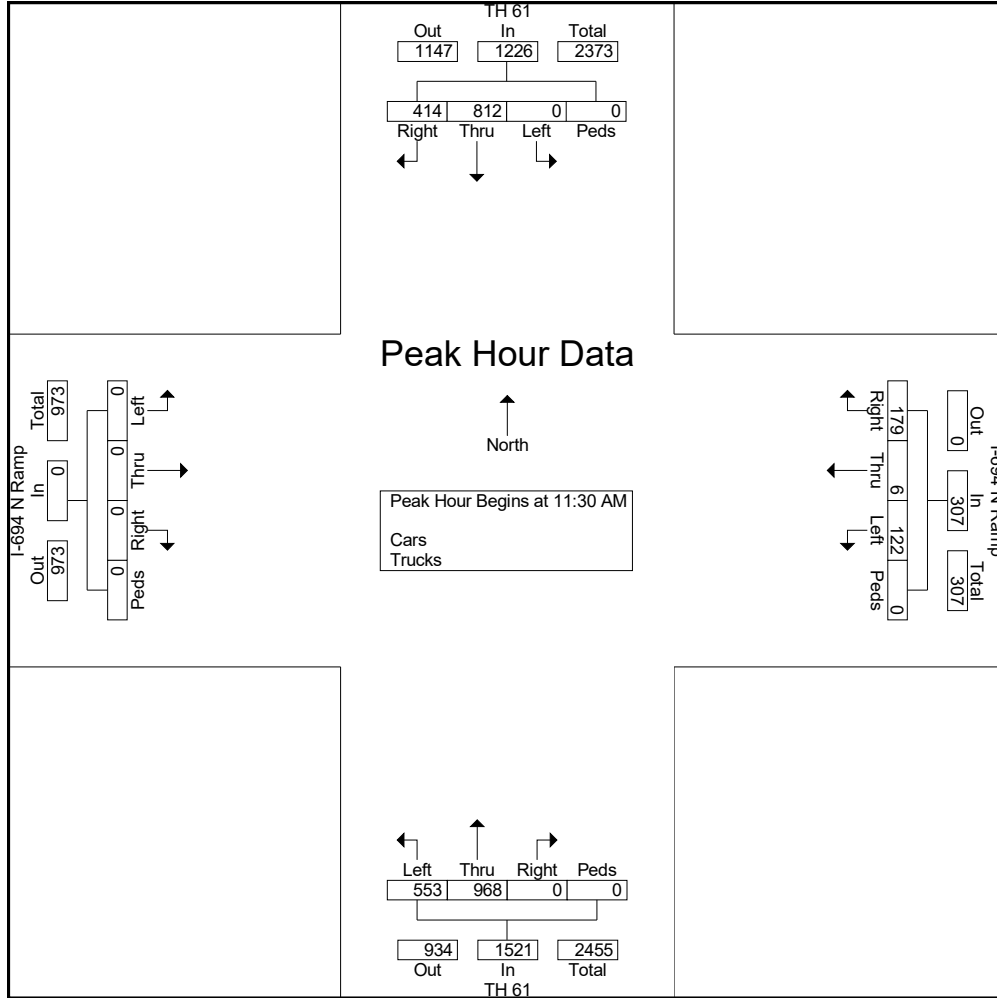 TH 61
Out In Total
1147 1226 2373
414 812 0 0
Right Thru Left Peds
Peak Hour Data
North
Peak Hour Begins at 11:30 AM
Cars
Trucks
I-694 N Ramp
Total In Out
973 0 973
0 0 0 0
Left Thru Right Peds
I-694 N Ramp
Out In Total
0 307 307
179 6 122 0
Right Thru Left Peds
Left Thru Right Peds
553 968 0 0
934 1521 2455
Out In Total
TH 61